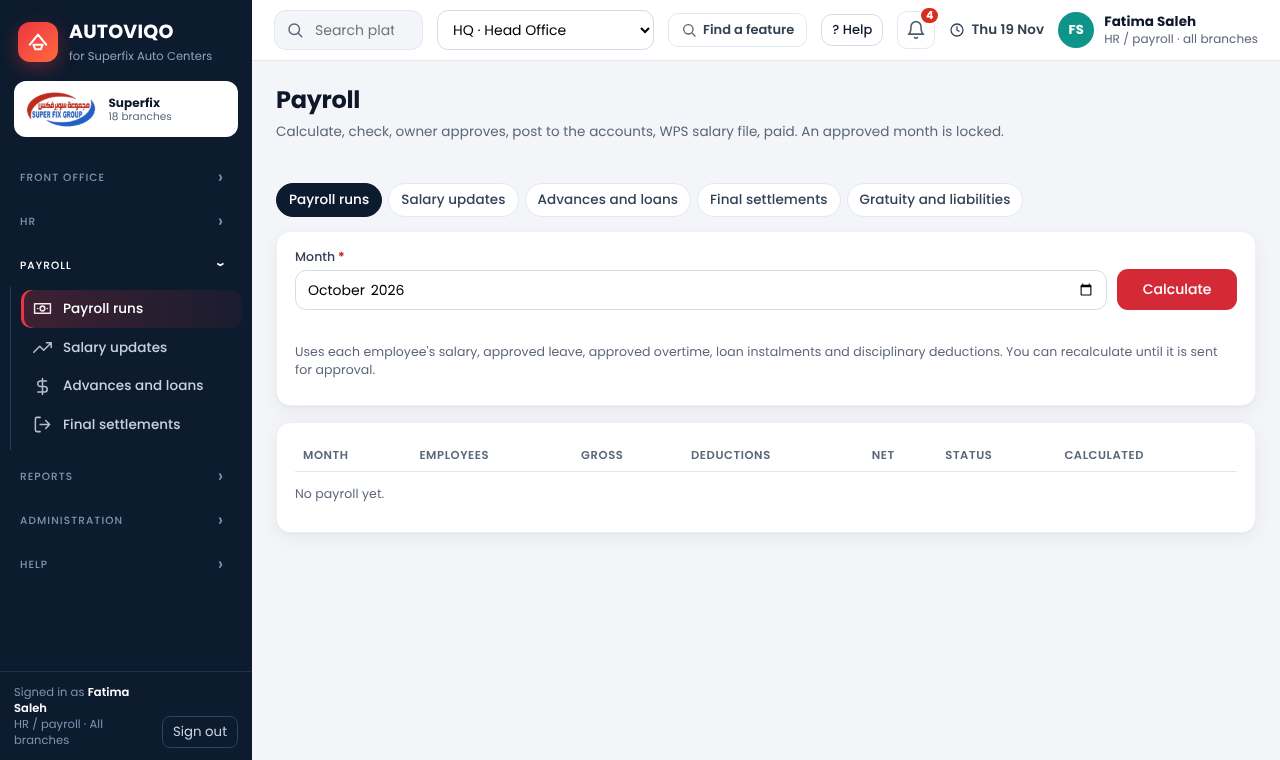 AUTOVIQO
for Superfix Auto Centers
مجموعة سوبر فكس
SUPER FIX GROUP
Superfix
18 branches
FRONT OFFICE
HR
PAYROLL
Payroll runs
Salary updates
Advances and loans
Final settlements
REPORTS
ADMINISTRATION
HELP
Signed in as Fatima
Saleh
HR / payroll · All
branches
Sign out
Search plat
HQ · Head Office
Find a feature
? Help
4
Thu 19 Nov
FS
Fatima Saleh
HR / payroll · all branches
Payroll
Calculate, check, owner approves, post to the accounts, WPS salary file, paid. An approved month is locked.
Payroll runs Salary updates Advances and loans Final settlements Gratuity and liabilities
Month *
October 2026
Calculate
Uses each employee's salary, approved leave, approved overtime, loan instalments and disciplinary deductions. You can recalculate until it is sent
for approval.
MONTH EMPLOYEES GROSS DEDUCTIONS NET STATUS CALCULATED
No payroll yet.